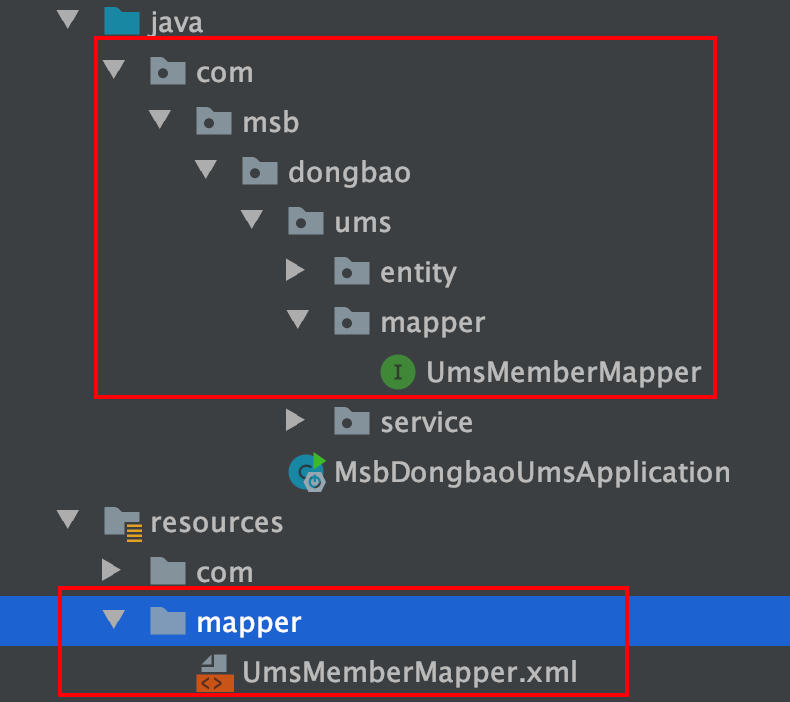 java
com
msb
dongbao
ums
entity
mapper
I UmsMemberMapper
service
C MsbDongbaoUmsApplication
resources
com
mapper
<> UmsMemberMapper.xml